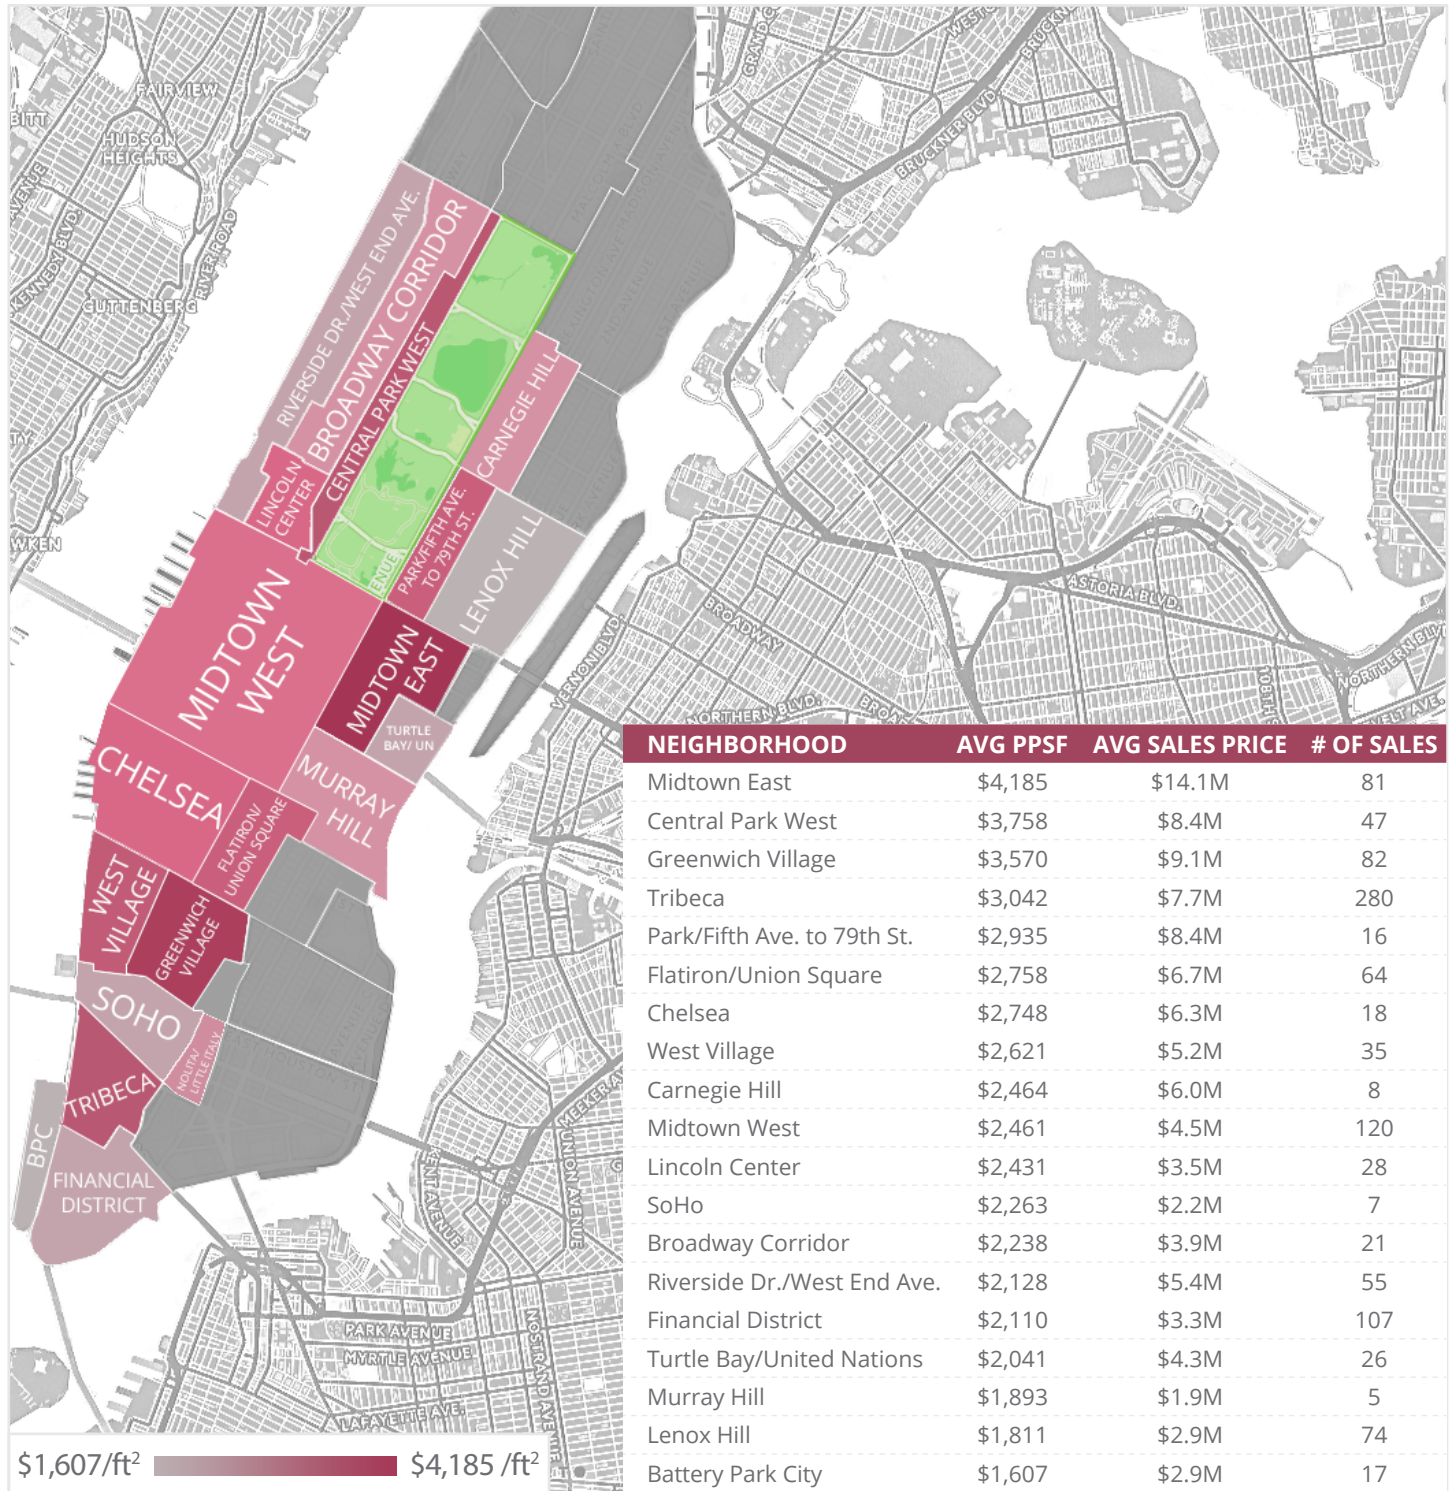 FAIRVIEW
HUDSON
HEIGHTS
KENNEDY BLVD.
GUTTENBERG
RIVER ROAD
BRUCKNER BLVD
RIVERSIDE DR./WEST END AVE.
BROADWAY CORRIDOR
CENTRAL PARK WEST
CARNEGIE HILL
LINCOLN
CENTER
PARK/FIFTH AVE.
TO 79TH ST.
LENOX HILL
MIDTOWN
WEST
MIDTOWN
EAST
TURTLE
BAY/ UN
MURRAY
HILL
CHELSEA
FLATIRON/
UNION SQUARE
WEST
VILLAGE
GREENWICH
VILLAGE
SOHO
NOLITA/
LITTLE ITALY
TRIBECA
BPC
FINANCIAL
DISTRICT
ASTORIA BLVD.
BROADWAY
VERNON BLVD.
NORTHERN BLVD.
KENT AVENUE
UNION AVENUE
PARK AVENUE
MYRTLE AVENUE
LAFAYETTE AVE.
NOSTRAND AVENUE
NEIGHBORHOOD AVG PPSF AVG SALES PRICE # OF SALES
Midtown East $4,185 $14.1M 81
Central Park West $3,758 $8.4M 47
Greenwich Village $3,570 $9.1M 82
Tribeca $3,042 $7.7M 280
Park/Fifth Ave. to 79th St. $2,935 $8.4M 16
Flatiron/Union Square $2,758 $6.7M 64
Chelsea $2,748 $6.3M 18
West Village $2,621 $5.2M 35
Carnegie Hill $2,464 $6.0M 8
Midtown West $2,461 $4.5M 120
Lincoln Center $2,431 $3.5M 28
SoHo $2,263 $2.2M 7
Broadway Corridor $2,238 $3.9M 21
Riverside Dr./West End Ave. $2,128 $5.4M 55
Financial District $2,110 $3.3M 107
Turtle Bay/United Nations $2,041 $4.3M 26
Murray Hill $1,893 $1.9M 5
Lenox Hill $1,811 $2.9M 74
Battery Park City $1,607 $2.9M 17
$1,607/ft² $4,185 /ft²